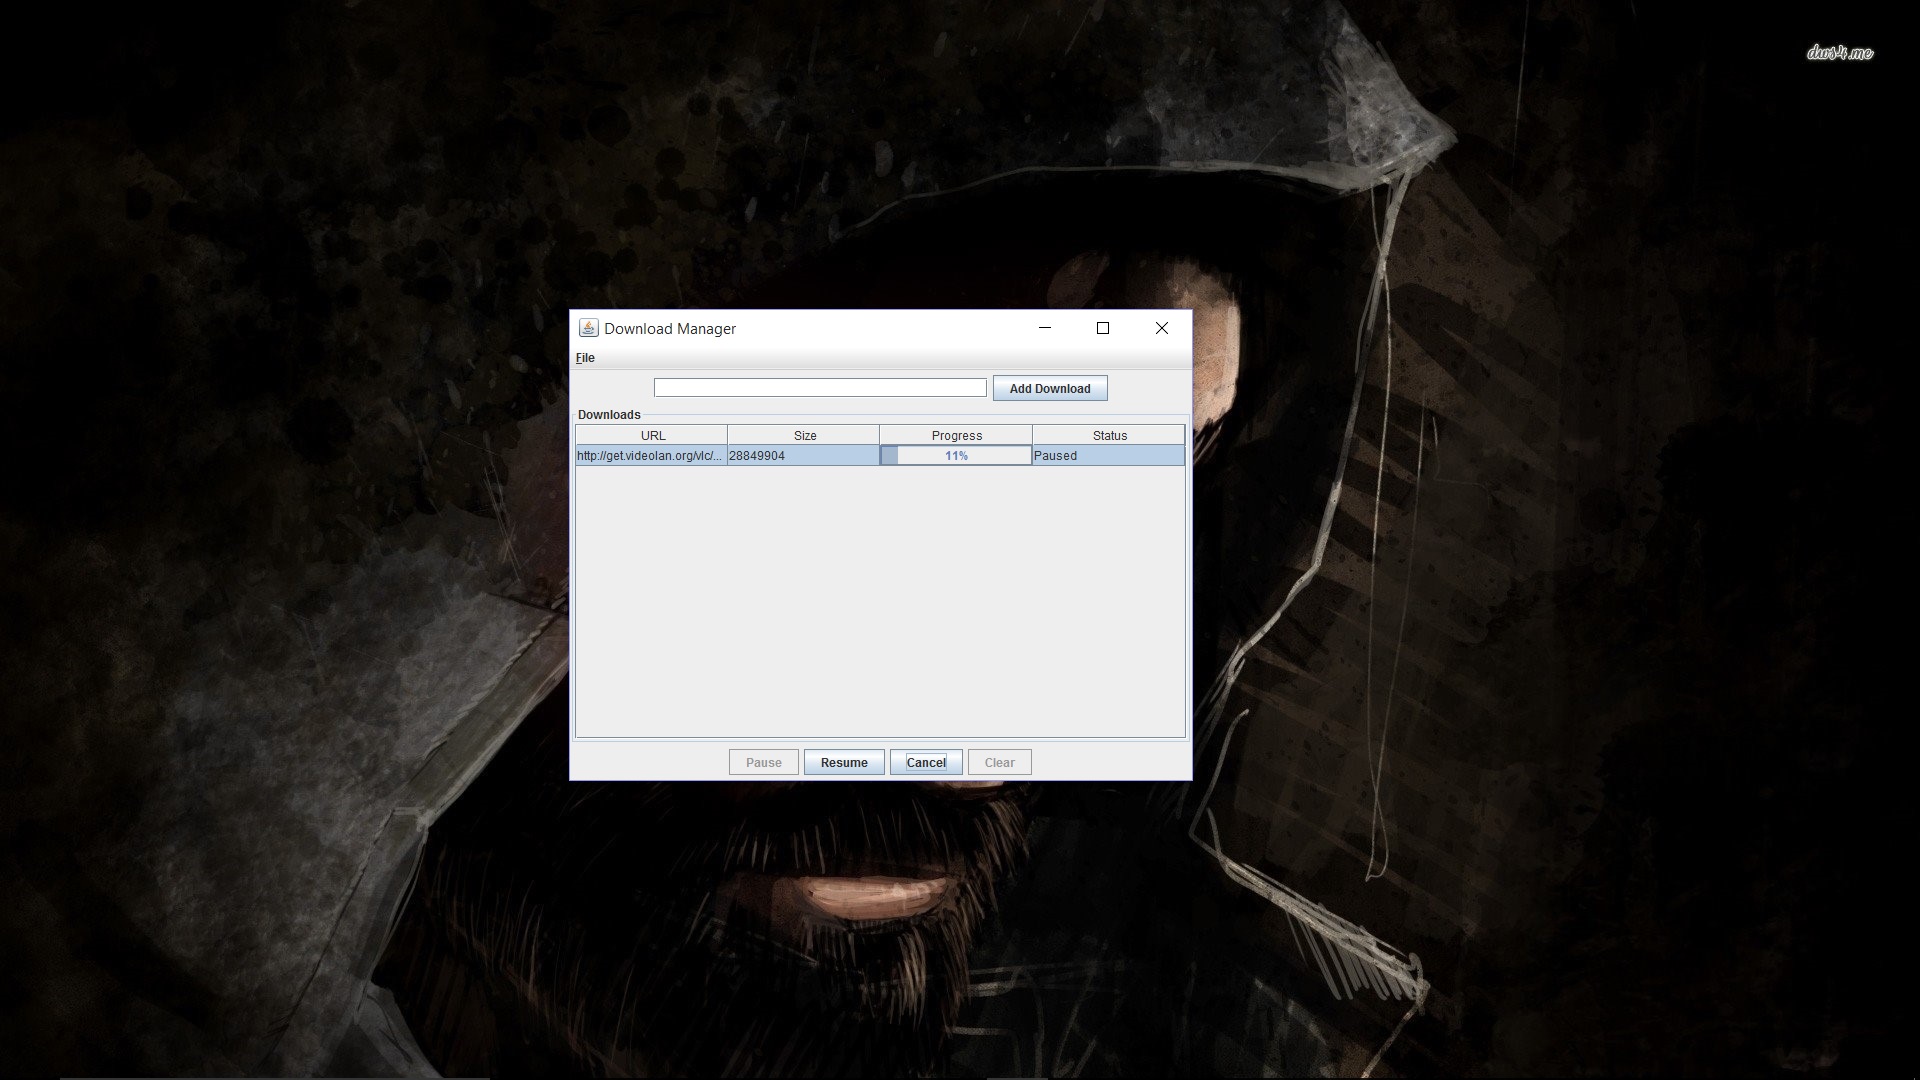 dws4.me
Download Manager
File
Add Download
Downloads
URL Size Progress Status
http://get.videolan.org/vlc/... 28849904 11% Paused
Pause Resume Cancel Clear